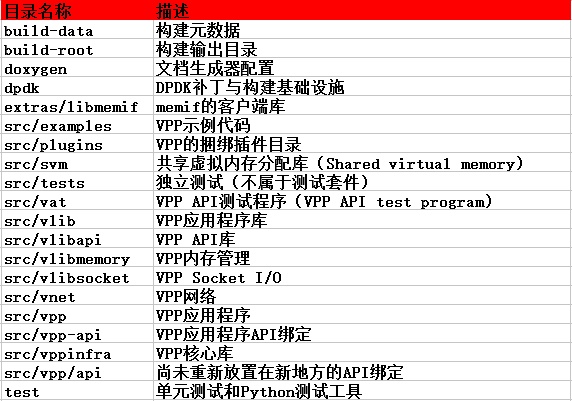 目录名称 描述
build-data 构建元数据
build-root 构建输出目录
doxygen 文档生成器配置
dpdk DPDK补丁与构建基础设施
extras/libmemif memif的客户端库
src/examples VPP示例代码
src/plugins VPP的捆绑插件目录
src/svm 共享虚拟内存分配库（Shared virtual memory）
src/tests 独立测试（不属于测试套件）
src/vat VPP API测试程序（VPP API test program）
src/vlib VPP应用程序库
src/vlibapi VPP API库
src/vlibmemory VPP内存管理
src/vlibsocket VPP Socket I/O
src/vnet VPP网络
src/vpp VPP应用程序
src/vpp-api VPP应用程序API绑定
src/vppinfra VPP核心库
src/vpp/api 尚未重新放置在新地方的API绑定
test 单元测试和Python测试工具